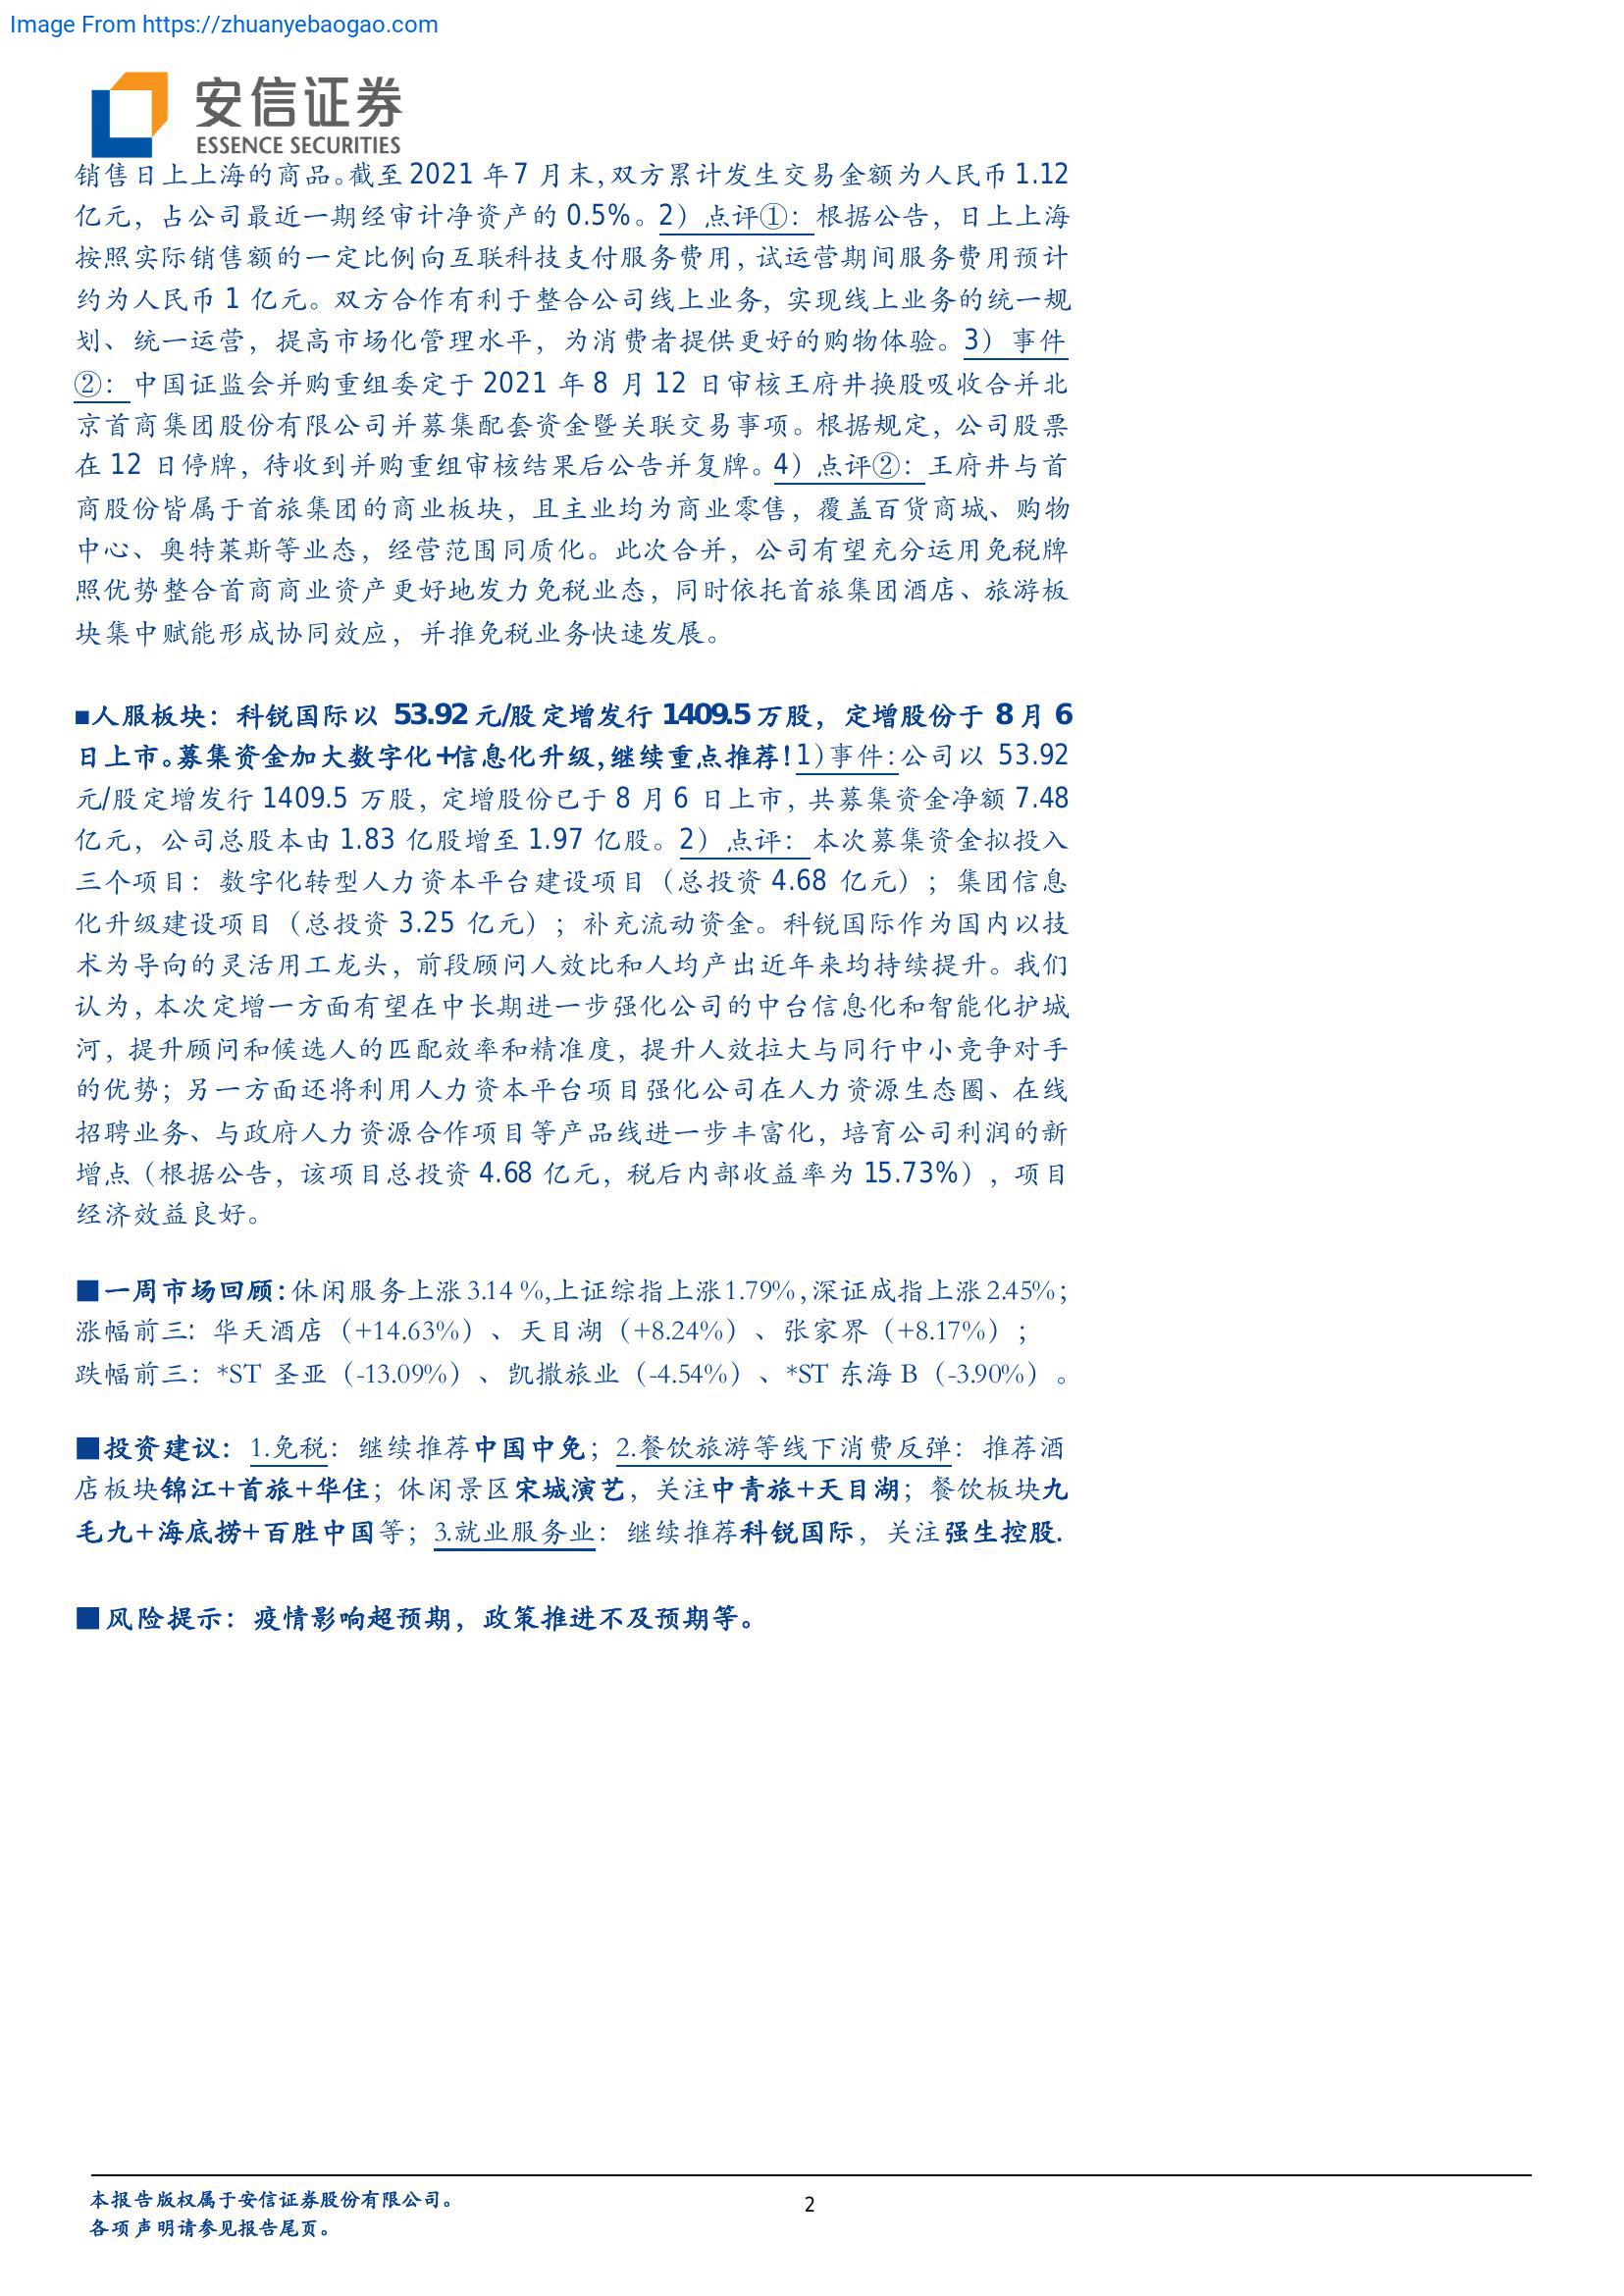 Image From https://zhuanyebaogao.com
安信证券
ESSENCE SECURITIES
销售日上上海的商品。截至 2021 年 7 月末，双方累计发生交易金额为人民币 1.12
亿元，占公司最近一期经审计净资产的 0.5%。2）点评①：根据公告，日上上海
按照实际销售额的一定比例向互联科技支付服务费用，试运营期间服务费用预计
约为人民币 1 亿元。双方合作有利于整合公司线上业务，实现线上业务的统一规
划、统一运营，提高市场化管理水平，为消费者提供更好的购物体验。3）事件
②：中国证监会并购重组委定于 2021 年 8 月 12 日审核王府井换股吸收合并北
京首商集团股份有限公司并募集配套资金暨关联交易事项。根据规定，公司股票
在 12 日停牌，待收到并购重组审核结果后公告并复牌。4）点评②：王府井与首
商股份皆属于首旅集团的商业板块，且主业均为商业零售，覆盖百货商城、购物
中心、奥特莱斯等业态，经营范围同质化。此次合并，公司有望充分运用免税牌
照优势整合首商商业资产更好地发力免税业态，同时依托首旅集团酒店、旅游板
块集中赋能形成协同效应，并推免税业务快速发展。
■人服板块：科锐国际以 53.92 元/股定增发行 1409.5 万股，定增股份于 8 月 6
日上市。募集资金加大数字化+信息化升级，继续重点推荐！1)事件：公司以 53.92
元/股定增发行 1409.5 万股，定增股份已于 8 月 6 日上市，共募集资金净额 7.48
亿元，公司总股本由 1.83 亿股增至 1.97 亿股。2）点评：本次募集资金拟投入
三个项目：数字化转型人力资本平台建设项目（总投资 4.68 亿元）；集团信息
化升级建设项目（总投资 3.25 亿元）；补充流动资金。科锐国际作为国内以技
术为导向的灵活用工龙头，前段顾问人效比和人均产出近年来均持续提升。我们
认为，本次定增一方面有望在中长期进一步强化公司的中台信息化和智能化护城
河，提升顾问和候选人的匹配效率和精准度，提升人效拉大与同行中小竞争对手
的优势；另一方面还将利用人力资本平台项目强化公司在人力资源生态圈、在线
招聘业务、与政府人力资源合作项目等产品线进一步丰富化，培育公司利润的新
增点（根据公告，该项目总投资 4.68 亿元，税后内部收益率为 15.73%），项目
经济效益良好。
■一周市场回顾：休闲服务上涨 3.14 %,上证综指上涨 1.79%，深证成指上涨 2.45%；
涨幅前三：华天酒店（+14.63%）、天目湖（+8.24%）、张家界（+8.17%）；
跌幅前三：*ST 圣亚（-13.09%）、凯撒旅业（-4.54%）、*ST 东海 B（-3.90%）。
■投资建议：1.免税：继续推荐中国中免；2.餐饮旅游等线下消费反弹：推荐酒
店板块锦江+首旅+华住；休闲景区宋城演艺，关注中青旅+天目湖；餐饮板块九
毛九+海底捞+百胜中国等；3.就业服务业：继续推荐科锐国际，关注强生控股.
■风险提示：疫情影响超预期，政策推进不及预期等。
本报告版权属于安信证券股份有限公司。
2
各项声明请参见报告尾页。